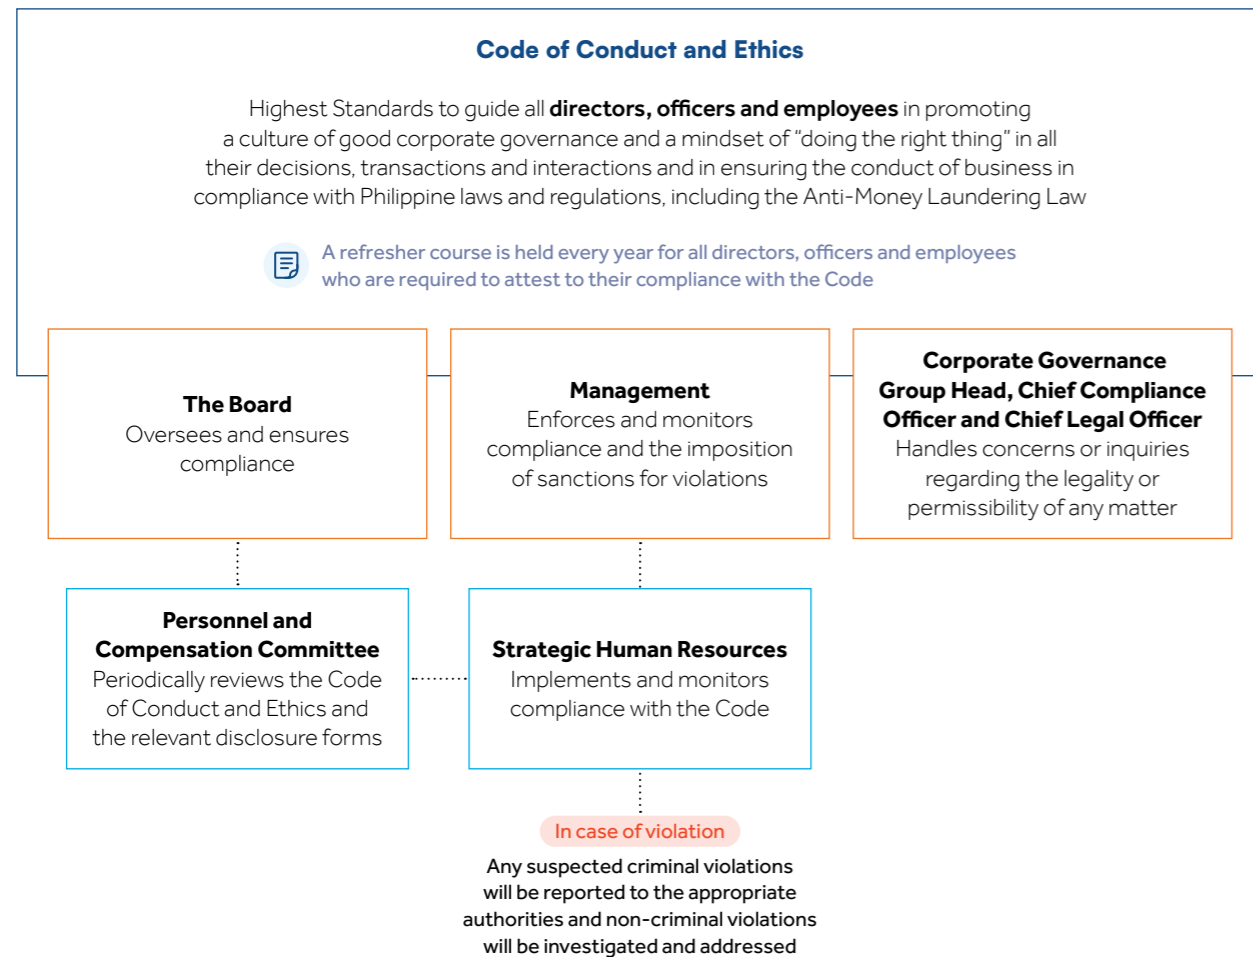 Code of Conduct and Ethics
Highest Standards to guide all directors, officers and employees in promoting
a culture of good corporate governance and a mindset of “doing the right thing” in all
their decisions, transactions and interactions and in ensuring the conduct of business in
compliance with Philippine laws and regulations, including the Anti-Money Laundering Law
A refresher course is held every year for all directors, officers and employees
who are required to attest to their compliance with the Code
The Board
Oversees and ensures
compliance
Management
Enforces and monitors
compliance and the imposition
of sanctions for violations
Corporate Governance
Group Head, Chief Compliance
Officer and Chief Legal Officer
Handles concerns or inquiries
regarding the legality or
permissibility of any matter
Personnel and
Compensation Committee
Periodically reviews the Code
of Conduct and Ethics and
the relevant disclosure forms
Strategic Human Resources
Implements and monitors
compliance with the Code
In case of violation
Any suspected criminal violations
will be reported to the appropriate
authorities and non-criminal violations
will be investigated and addressed